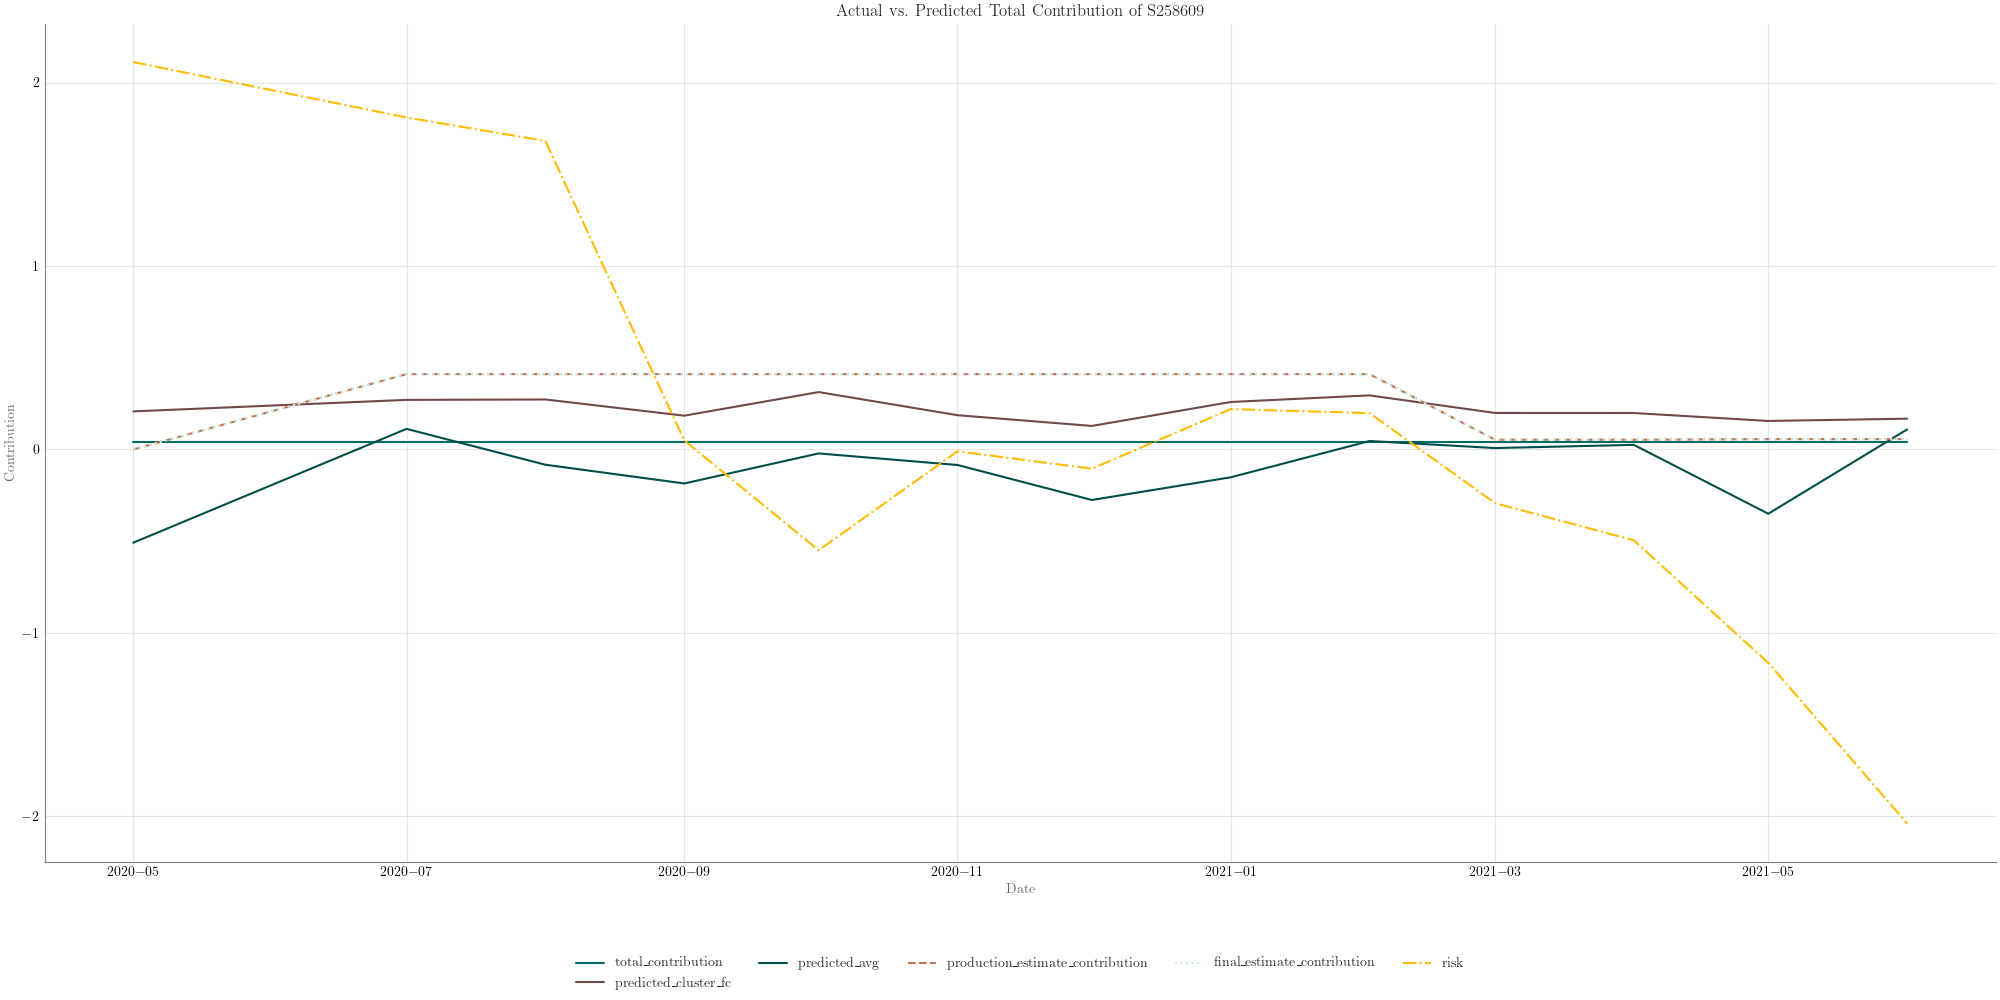 Actual vs. Predicted Total Contribution of S258609
2
1
0
−1
−2
Contribution
2020−05 2020−07 2020−09 2020−11 2021−01 2021−03 2021−05
Date
total_contribution predicted_avg production_estimate_contribution final_estimate_contribution risk
predicted_cluster_fc